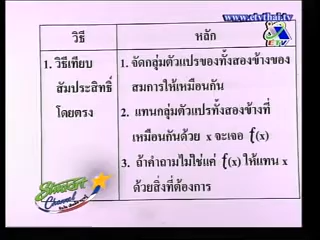 www.etvthai.tv
ETV
วิธี
หลัก
1. วิธีเทียบ
สัมประสิทธิ์
โดยตรง
1. จัดกลุ่มตัวแปรของทั้งสองข้างของ
สมการให้เหมือนกัน
2. แทนกลุ่มตัวแปรทั้งสองข้างที่
เหมือนกันด้วย x จะเจอ f(x)
3. ถ้าคำถามไม่ใช่แค่ f(x) ให้แทน x
ด้วยสิ่งที่ต้องการ
Student
Channel